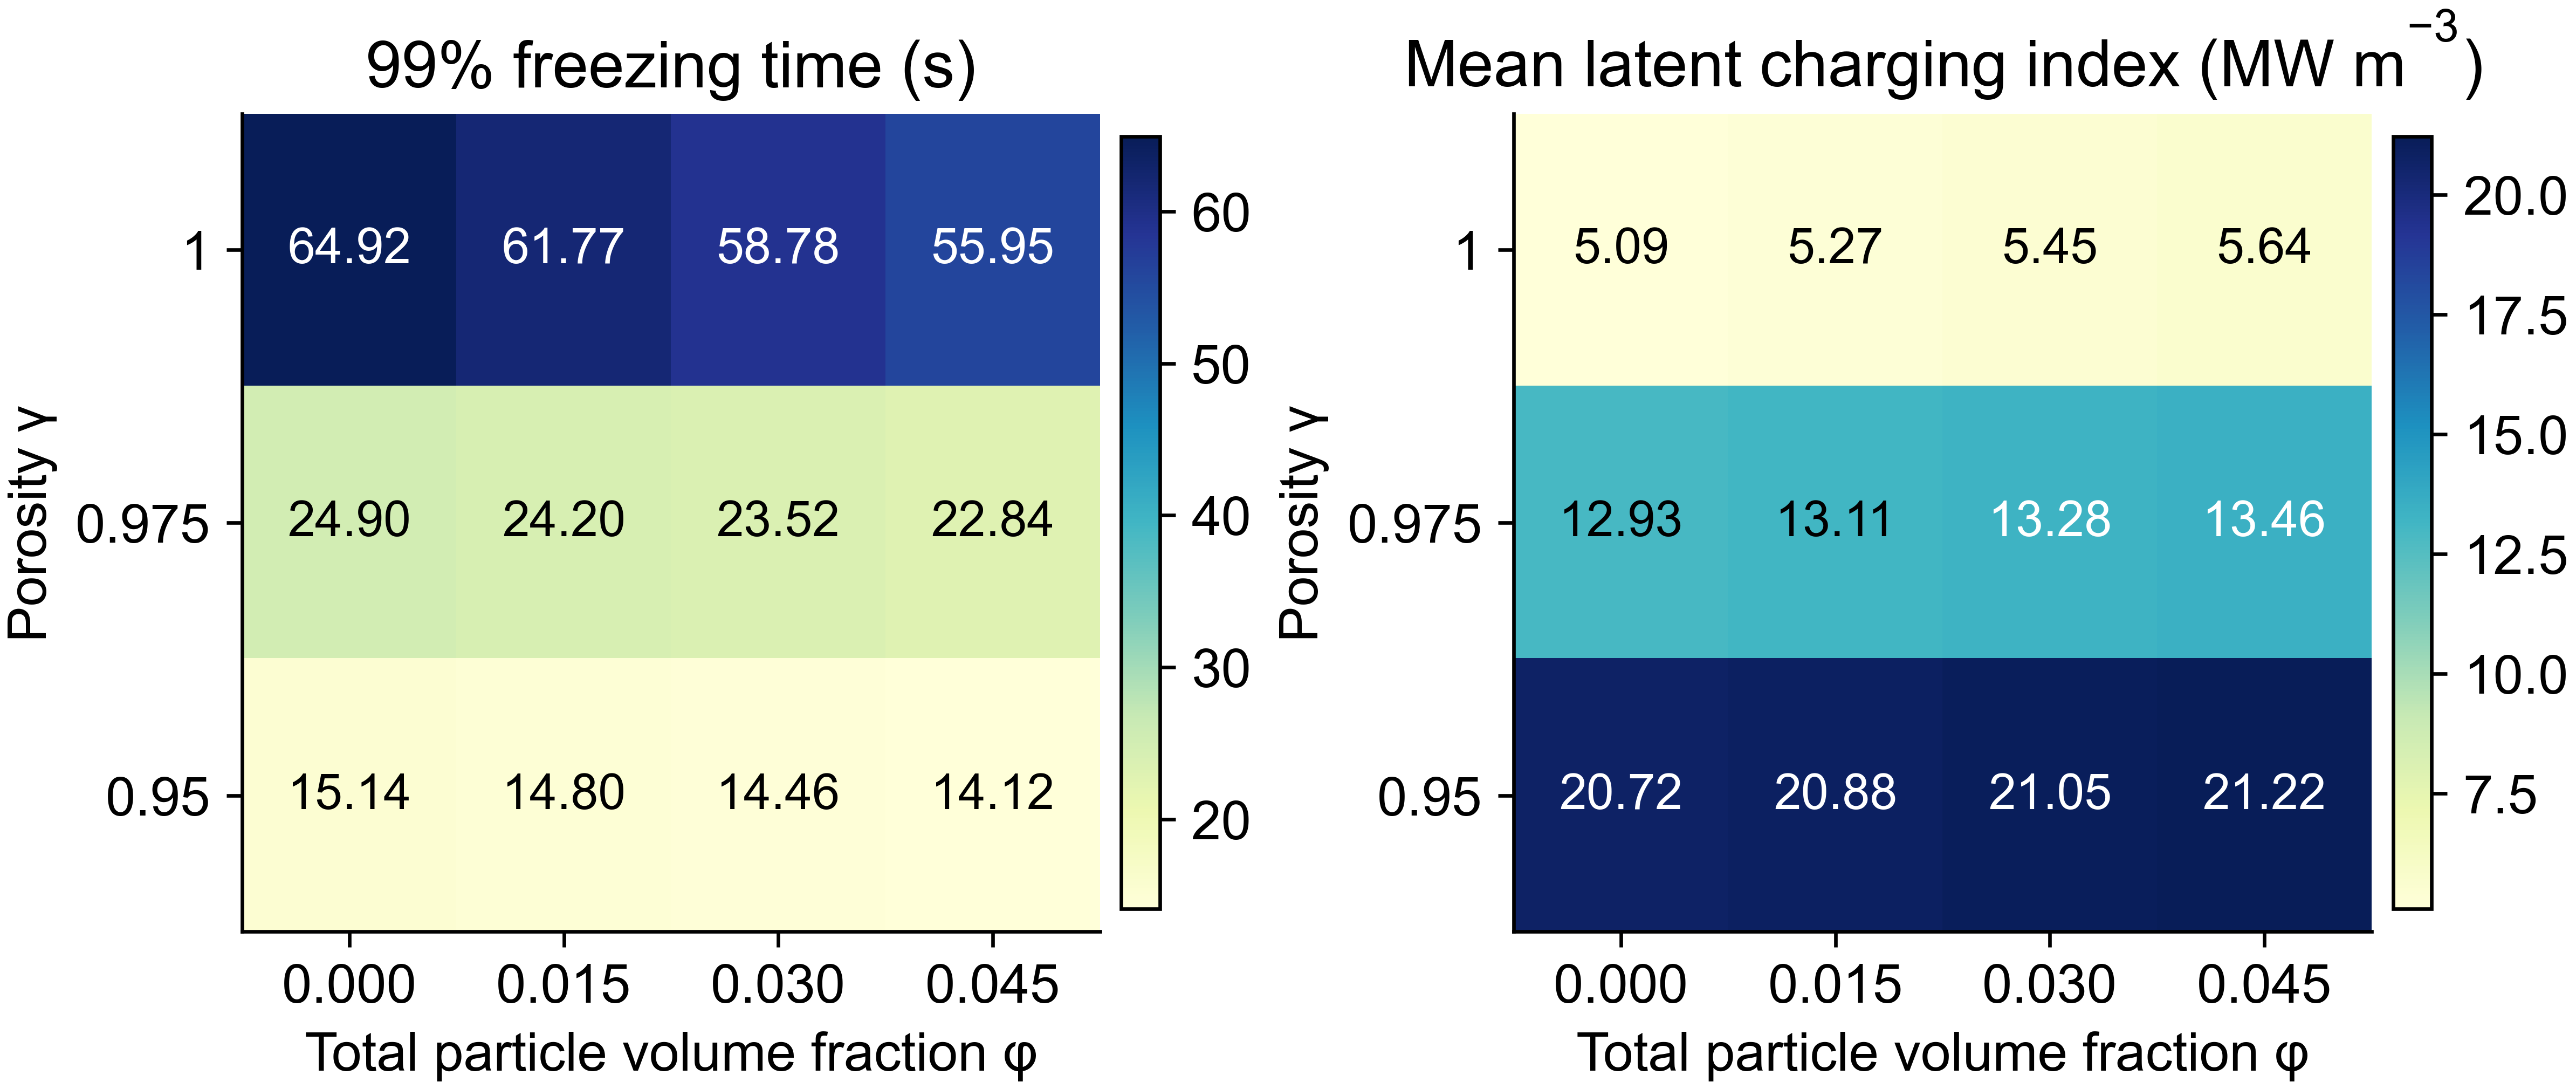 99% freezing time (s)
Porosity γ
1
0.975
0.95
64.92 61.77 58.78 55.95
24.90 24.20 23.52 22.84
15.14 14.80 14.46 14.12
0.000 0.015 0.030 0.045
Total particle volume fraction φ
60
50
40
30
20
Mean latent charging index (MW m⁻³)
Porosity γ
1
0.975
0.95
5.09 5.27 5.45 5.64
12.93 13.11 13.28 13.46
20.72 20.88 21.05 21.22
0.000 0.015 0.030 0.045
Total particle volume fraction φ
20.0
17.5
15.0
12.5
10.0
7.5